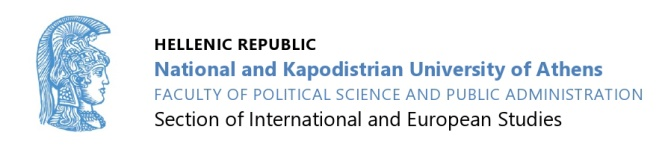 HELLENIC REPUBLIC
National and Kapodistrian University of Athens
FACULTY OF POLITICAL SCIENCE AND PUBLIC ADMINISTRATION
Section of International and European Studies